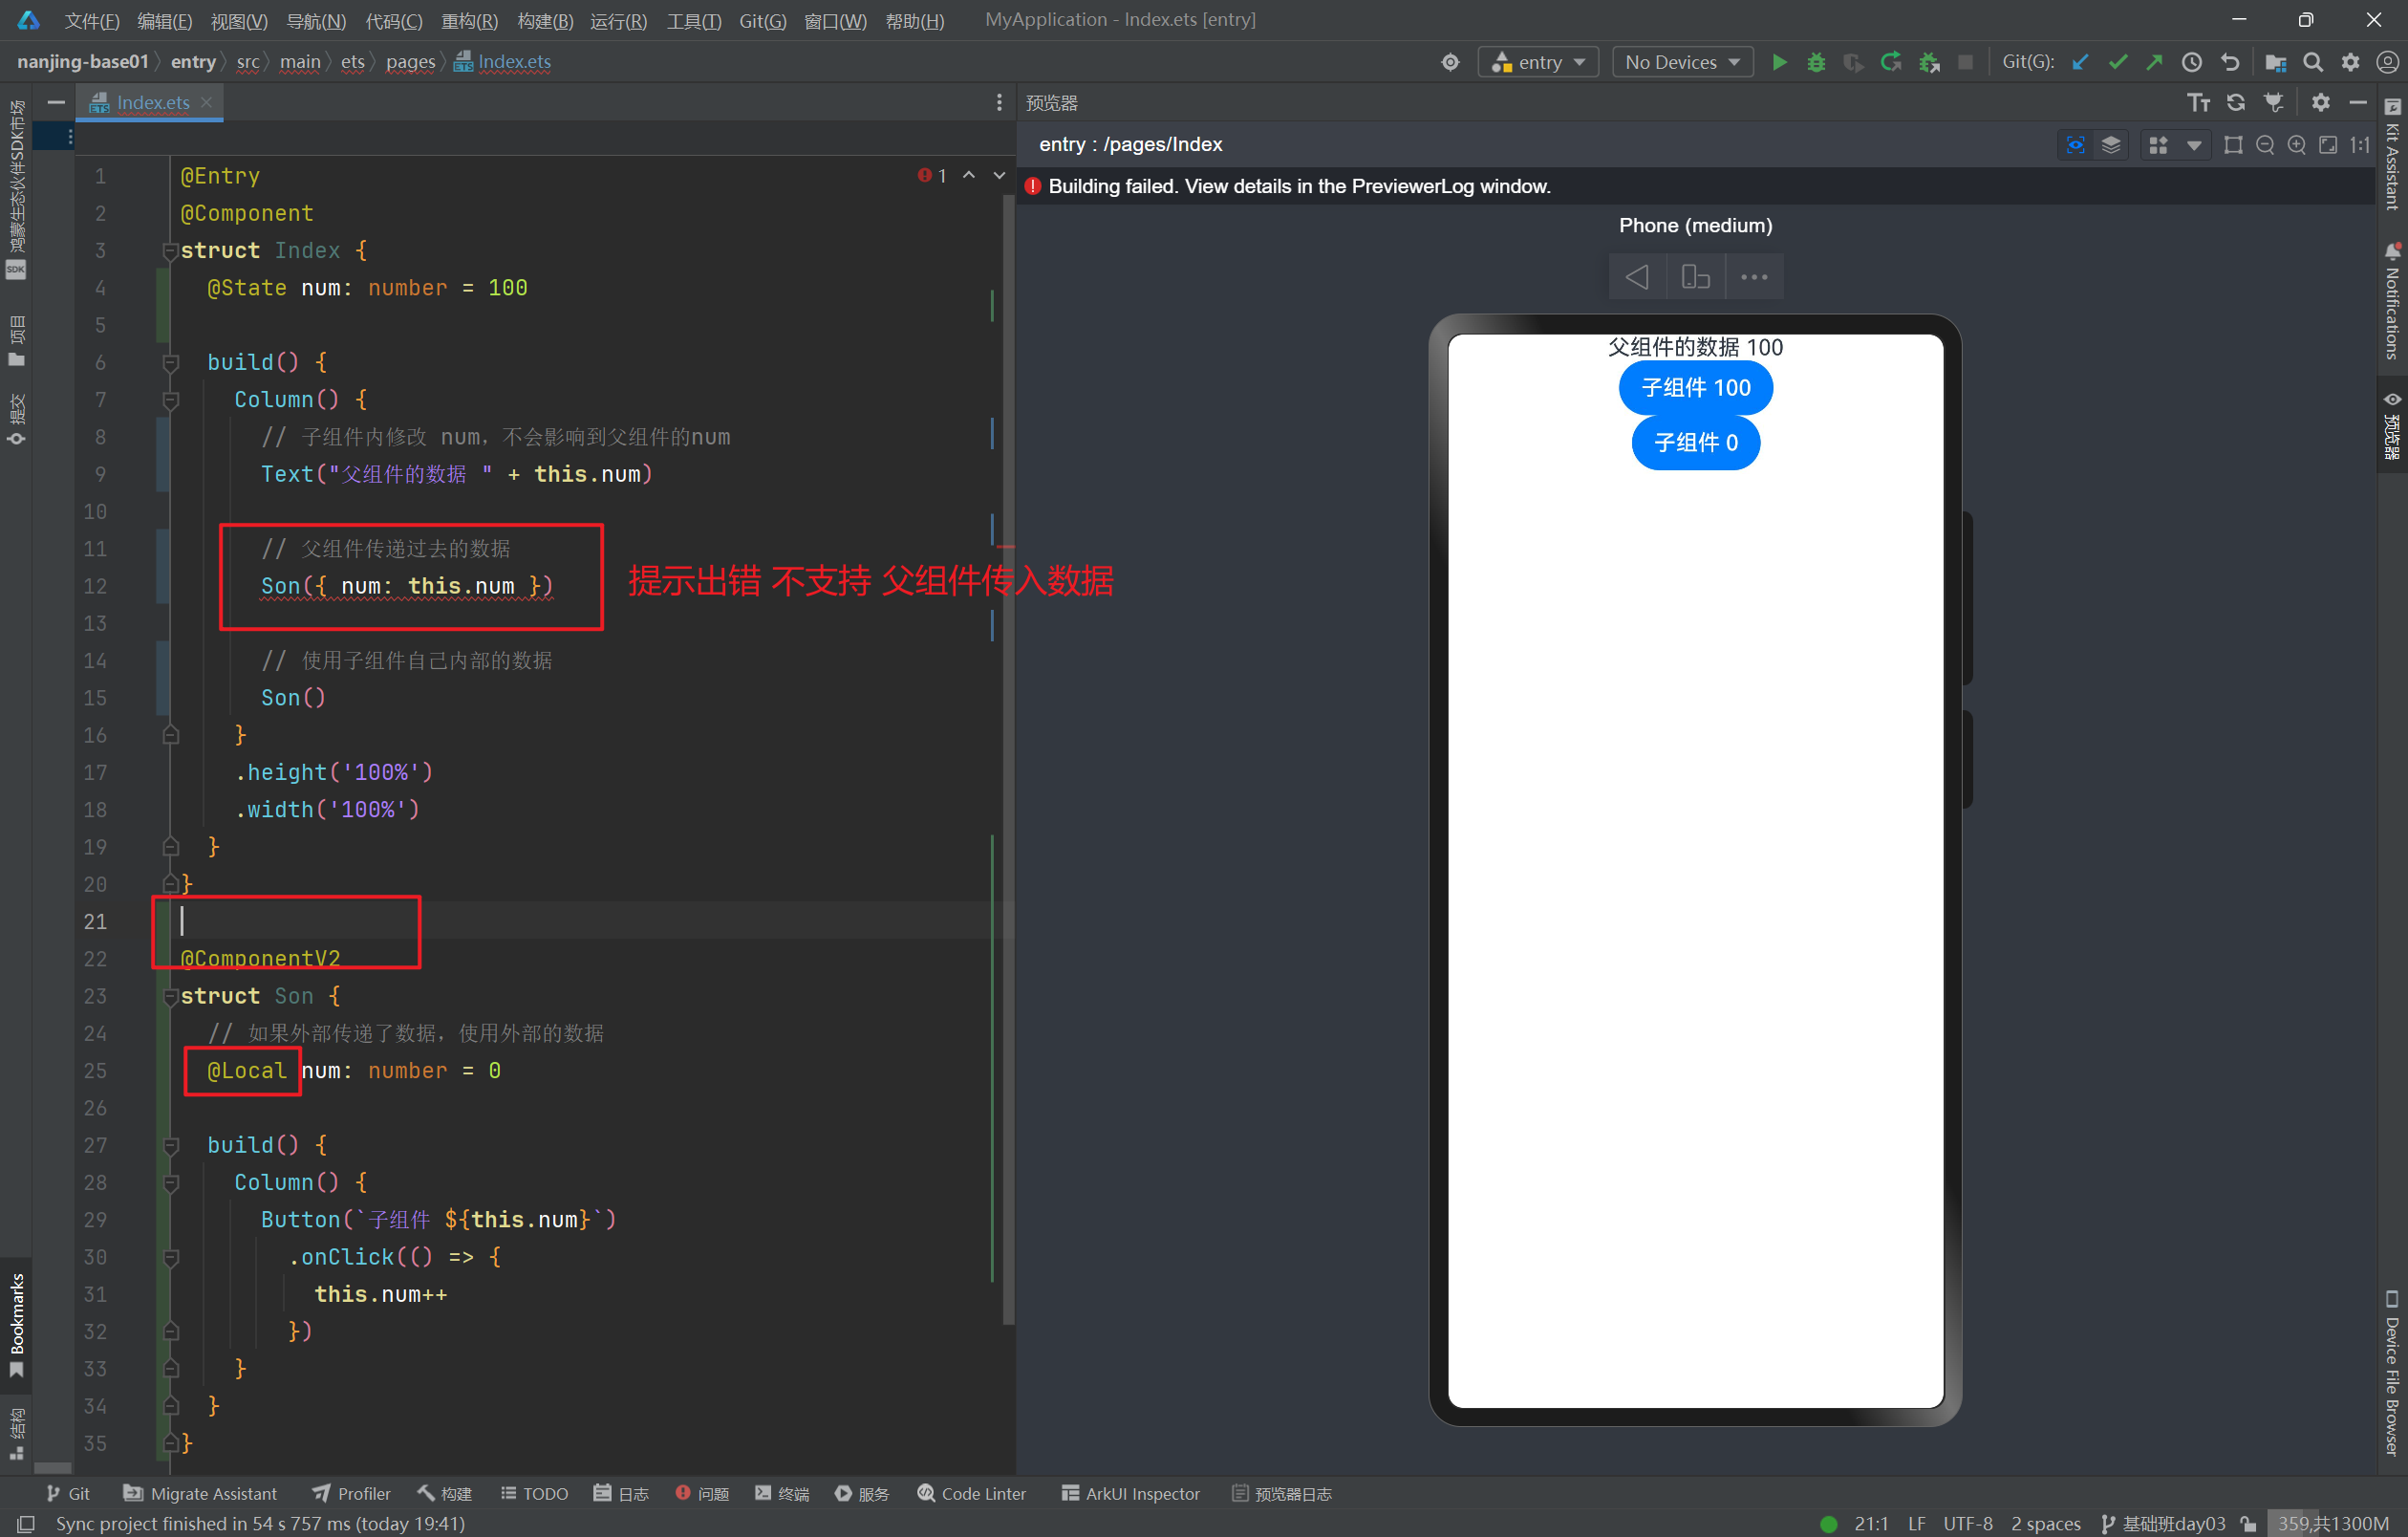 文件(F) 编辑(E) 视图(V) 导航(N) 代码(C) 重构(R) 构建(B) 运行(R) 工具(T) Git(G) 窗口(W) 帮助(H) MyApplication - Index.ets [entry]
nanjing-base01 entry src main ets pages Index.ets entry No Devices Git(G):
Index.ets
预览器
entry : /pages/Index
1:1
Building failed. View details in the PreviewerLog window.
Phone (medium)
父组件的数据 100
子组件 100
子组件 0
1
1 @Entry
2 @Component
3 struct Index {
4 @State num: number = 100
5
6 build() {
7 Column() {
8 // 子组件内修改 num，不会影响到父组件的num
9 Text("父组件的数据 " + this.num)
10
11 // 父组件传递过去的数据
12 Son({ num: this.num })
提示出错 不支持 父组件传入数据
13
14 // 使用子组件自己内部的数据
15 Son()
16 }
17 .height('100%')
18 .width('100%')
19 }
20 }
21
22 @ComponentV2
23 struct Son {
24 // 如果外部传递了数据，使用外部的数据
25 @Local num: number = 0
26
27 build() {
28 Column() {
29 Button(`子组件 ${this.num}`)
30 .onClick(() => {
31 this.num++
32 })
33 }
34 }
35 }
鸿蒙生态伙伴SDK市场
SDK
项目
提交
Bookmarks
结构
Kit Assistant
Notifications
预览器
Device File Browser
Git Migrate Assistant Profiler 构建 TODO 日志 问题 终端 服务 Code Linter ArkUI Inspector 预览器日志
Sync project finished in 54 s 757 ms (today 19:41) 21:1 LF UTF-8 2 spaces 基础班day03 359,共1300M